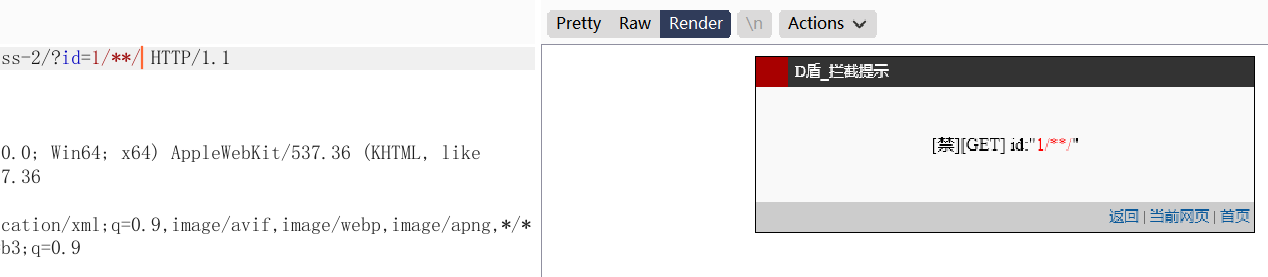 Pretty Raw Render \n Actions
ss-2/?id=1/**/ HTTP/1.1
0.0; Win64; x64) AppleWebKit/537.36 (KHTML, like
7.36
cation/xml;q=0.9,image/avif,image/webp,image/apng,*/*
b3;q=0.9
D盾_拦截提示
[禁][GET] id:"1/**/"
返回 | 当前网页 | 首页